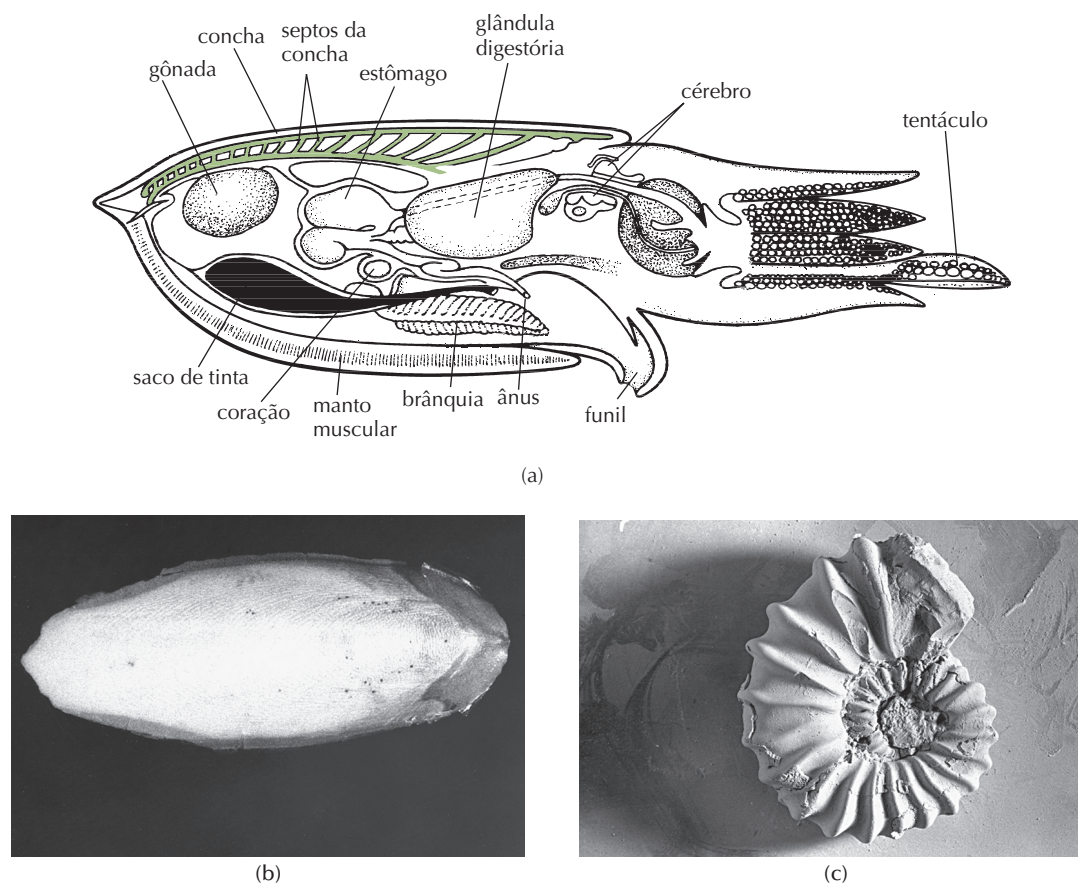 concha
septos da
concha
gônada
estômago
glândula
digestória
cérebro
tentáculo
saco de tinta
coração
manto
muscular
brânquia
ânus
funil
(a)
(b)
(c)